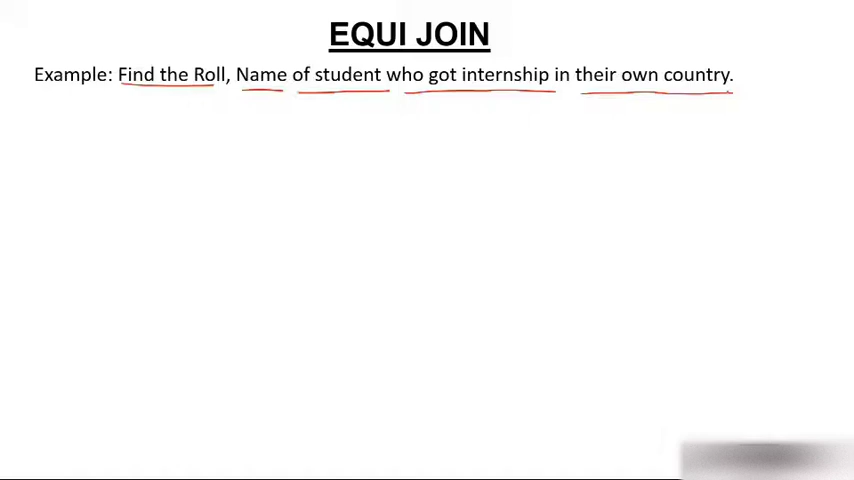 EQUI JOIN
Example: Find the Roll, Name of student who got internship in their own country.